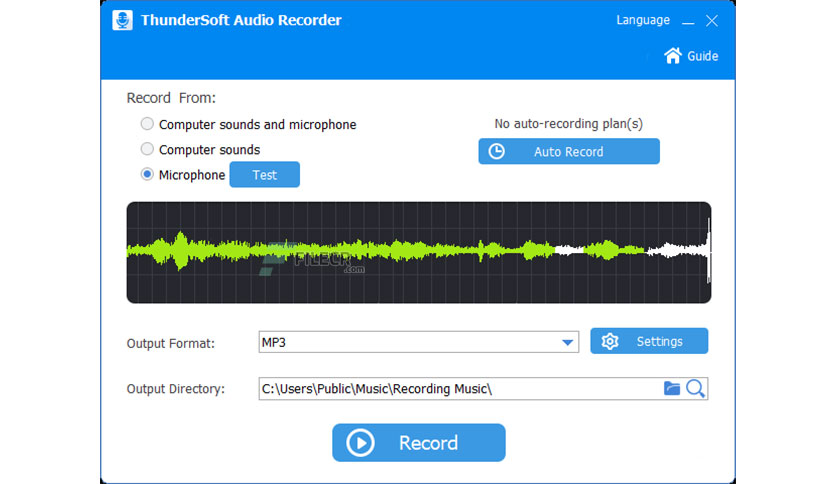 ThunderSoft Audio Recorder
Language
Guide
Record From:
Computer sounds and microphone
No auto-recording plan(s)
Computer sounds
Auto Record
Microphone
Test
FILECR
.com
Output Format:
MP3
Settings
Output Directory:
C:\Users\Public\Music\Recording Music\
Record